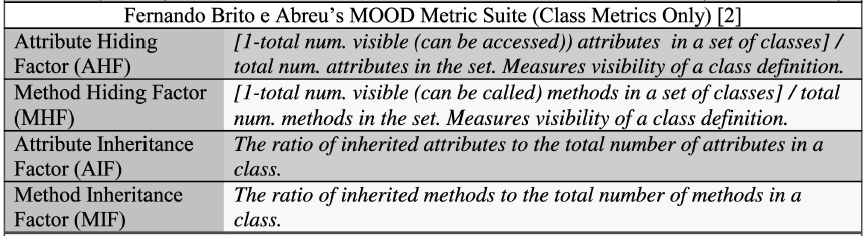 Fernando Brito e Abreu's MOOD Metric Suite (Class Metrics Only) [2]
Attribute Hiding Factor (AHF)
[1-total num. visible (can be accessed)) attributes in a set of classes] /
total num. attributes in the set. Measures visibility of a class definition.
Method Hiding Factor (MHF)
[1-total num. visible (can be called) methods in a set of classes] / total
num. methods in the set. Measures visibility of a class definition.
Attribute Inheritance Factor (AIF)
The ratio of inherited attributes to the total number of attributes in a
class.
Method Inheritance Factor (MIF)
The ratio of inherited methods to the total number of methods in a
class.